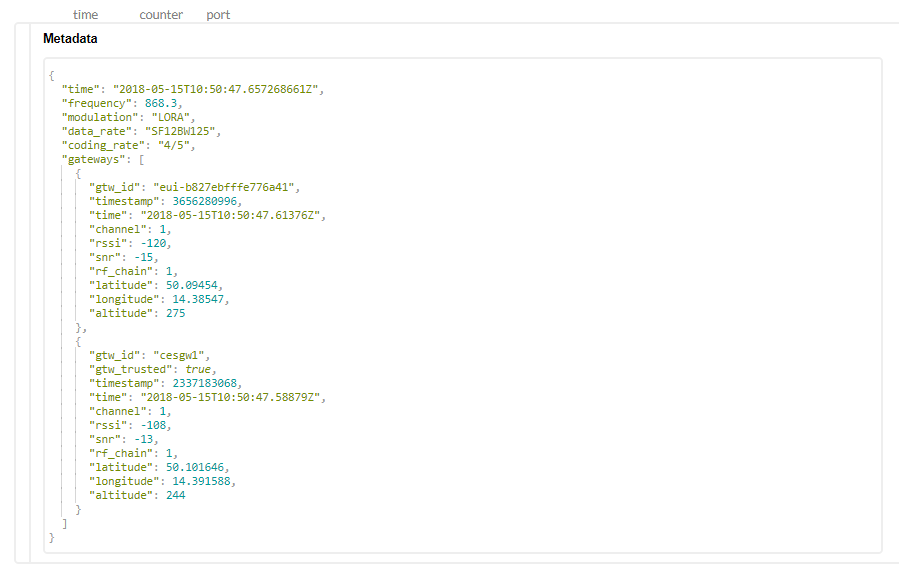 time counter port
Metadata
{
"time": "2018-05-15T10:50:47.657268661Z",
"frequency": 868.3,
"modulation": "LORA",
"data_rate": "SF12BW125",
"coding_rate": "4/5",
"gateways": [
{
"gtw_id": "eui-b827ebfffe776a41",
"timestamp": 3656280996,
"time": "2018-05-15T10:50:47.61376Z",
"channel": 1,
"rssi": -120,
"snr": -15,
"rf_chain": 1,
"latitude": 50.09454,
"longitude": 14.38547,
"altitude": 275
},
{
"gtw_id": "cesgw1",
"gtw_trusted": true,
"timestamp": 2337183068,
"time": "2018-05-15T10:50:47.58879Z",
"channel": 1,
"rssi": -108,
"snr": -13,
"rf_chain": 1,
"latitude": 50.101646,
"longitude": 14.391588,
"altitude": 244
}
]
}